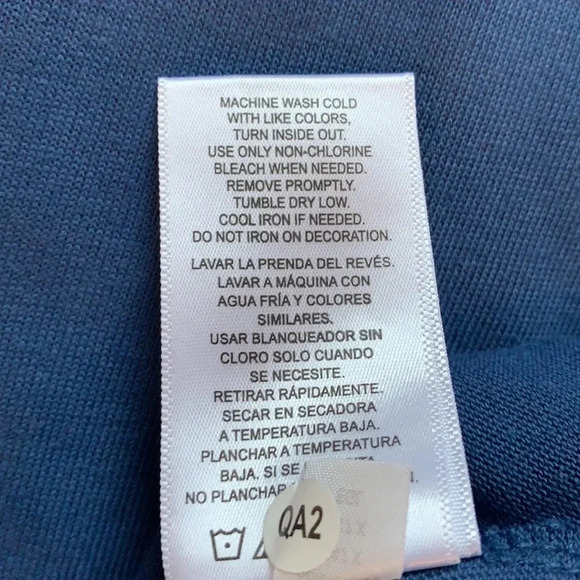 MACHINE WASH COLD
WITH LIKE COLORS,
TURN INSIDE OUT.
USE ONLY NON-CHLORINE
BLEACH WHEN NEEDED.
REMOVE PROMPTLY.
TUMBLE DRY LOW.
COOL IRON IF NEEDED.
DO NOT IRON ON DECORATION.
LAVAR LA PRENDA DEL REVÉS.
LAVAR A MÁQUINA CON
AGUA FRÍA Y COLORES
SIMILARES.
USAR BLANQUEADOR SIN
CLORO SOLO CUANDO
SE NECESITE.
RETIRAR RÁPIDAMENTE.
SECAR EN SECADORA
A TEMPERATURA BAJA.
PLANCHAR A TEMPERATURA
BAJA. SI SE
NO PLANCHAR
QA2